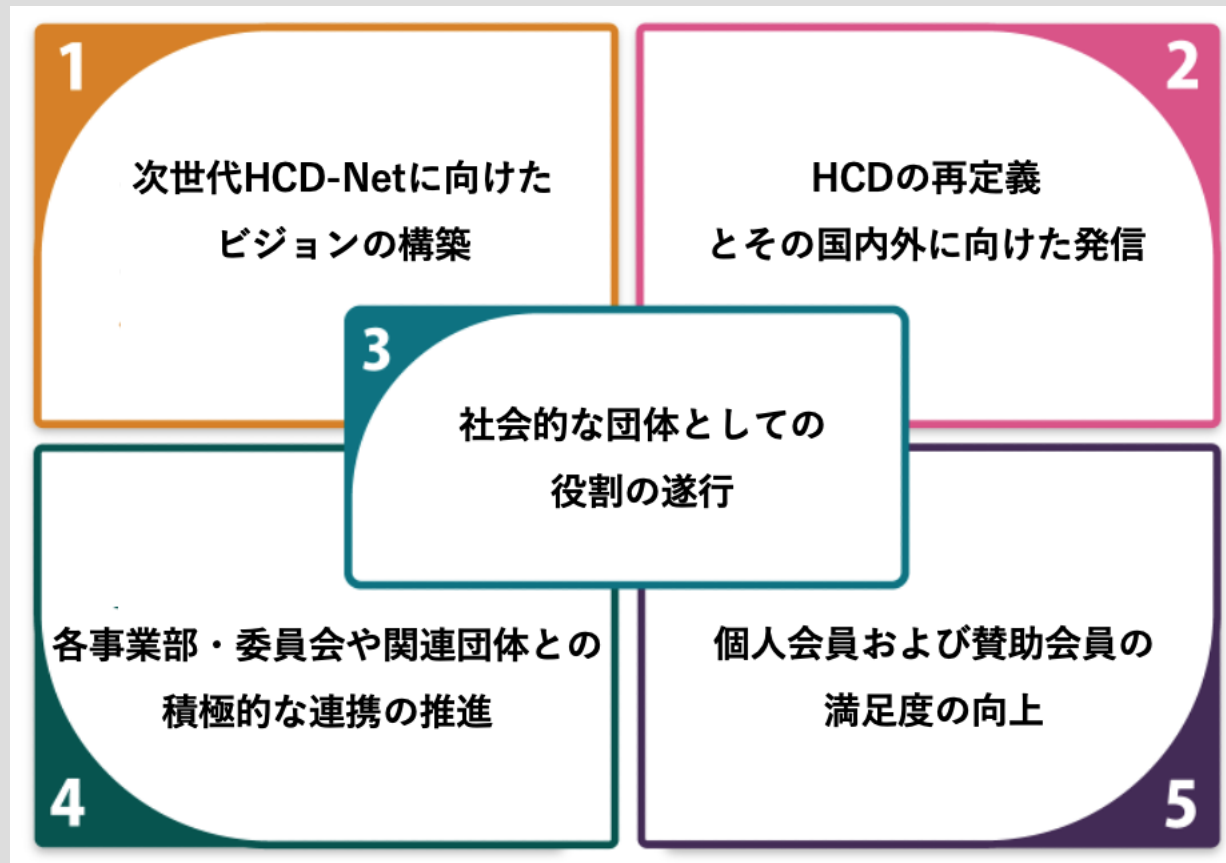 1
次世代HCD-Netに向けた
ビジョンの構築
2
HCDの再定義
とその国内外に向けた発信
3
社会的な団体としての
役割の遂行
4
各事業部・委員会や関連団体との
積極的な連携の推進
5
個人会員および賛助会員の
満足度の向上